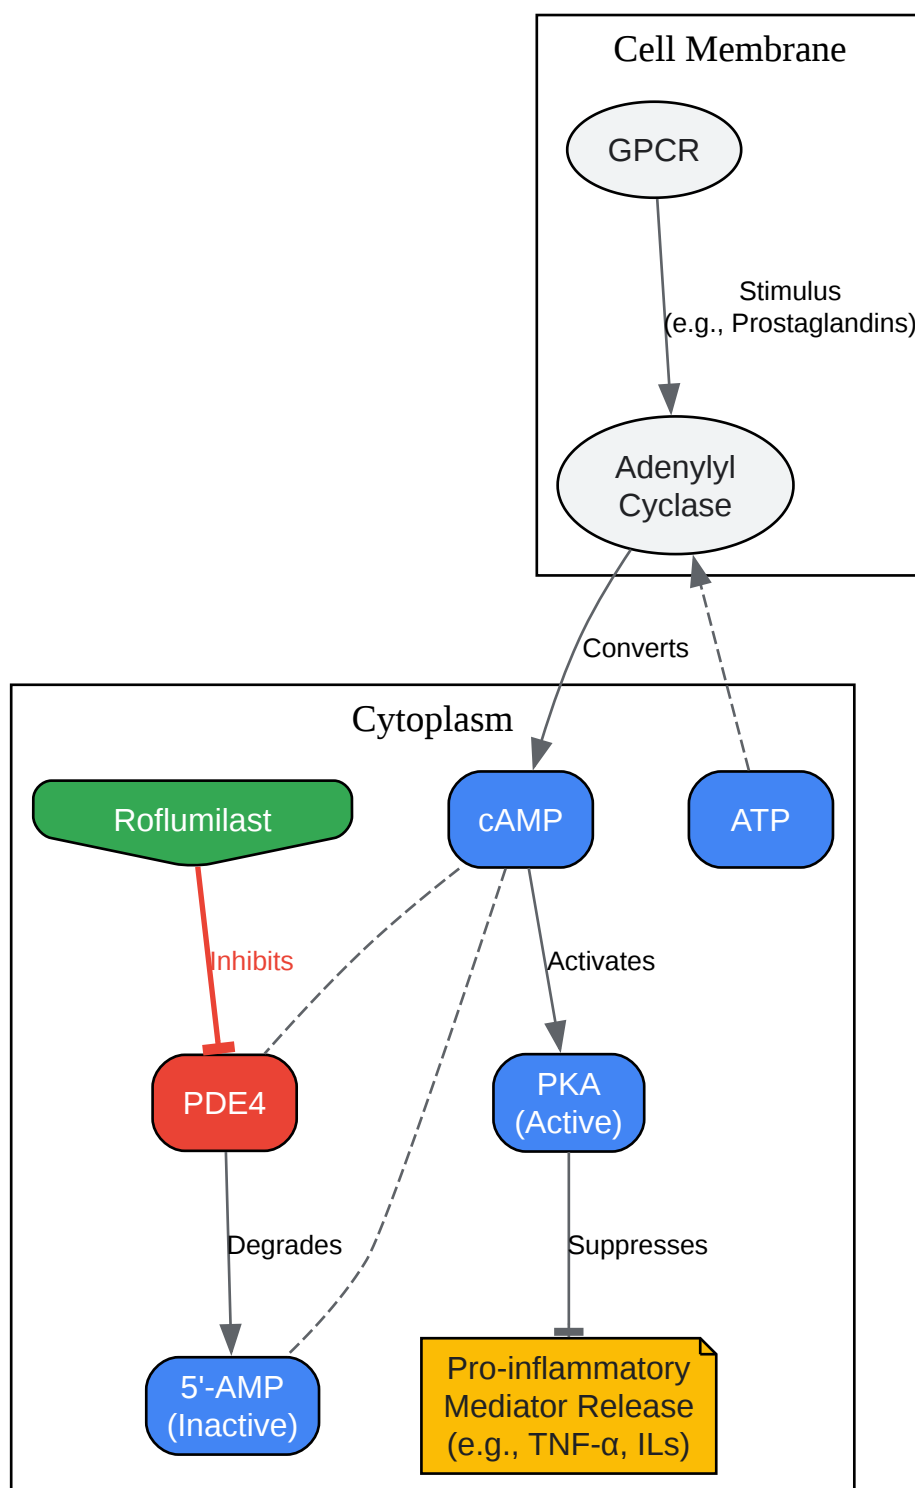 Cell Membrane
GPCR
Stimulus
(e.g., Prostaglandins)
Adenylyl
Cyclase
Converts
Cytoplasm
Roflumilast
cAMP
ATP
Inhibits
Activates
PDE4
PKA
(Active)
Degrades
Suppresses
5'-AMP
(Inactive)
Pro-inflammatory
Mediator Release
(e.g., TNF-α, ILs)